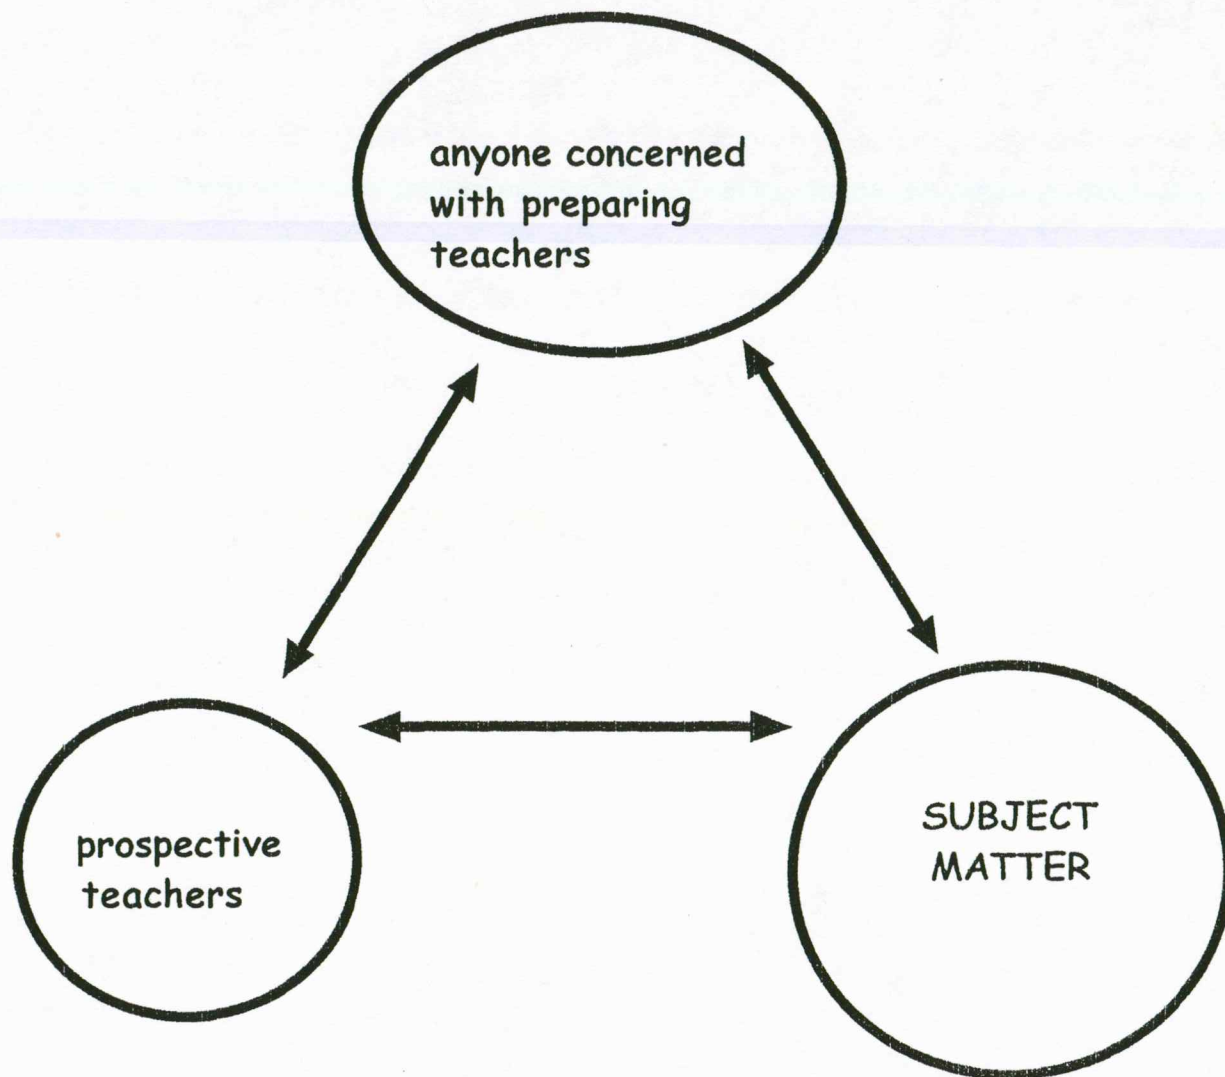 anyone concerned
with preparing
teachers
prospective
teachers
SUBJECT
MATTER